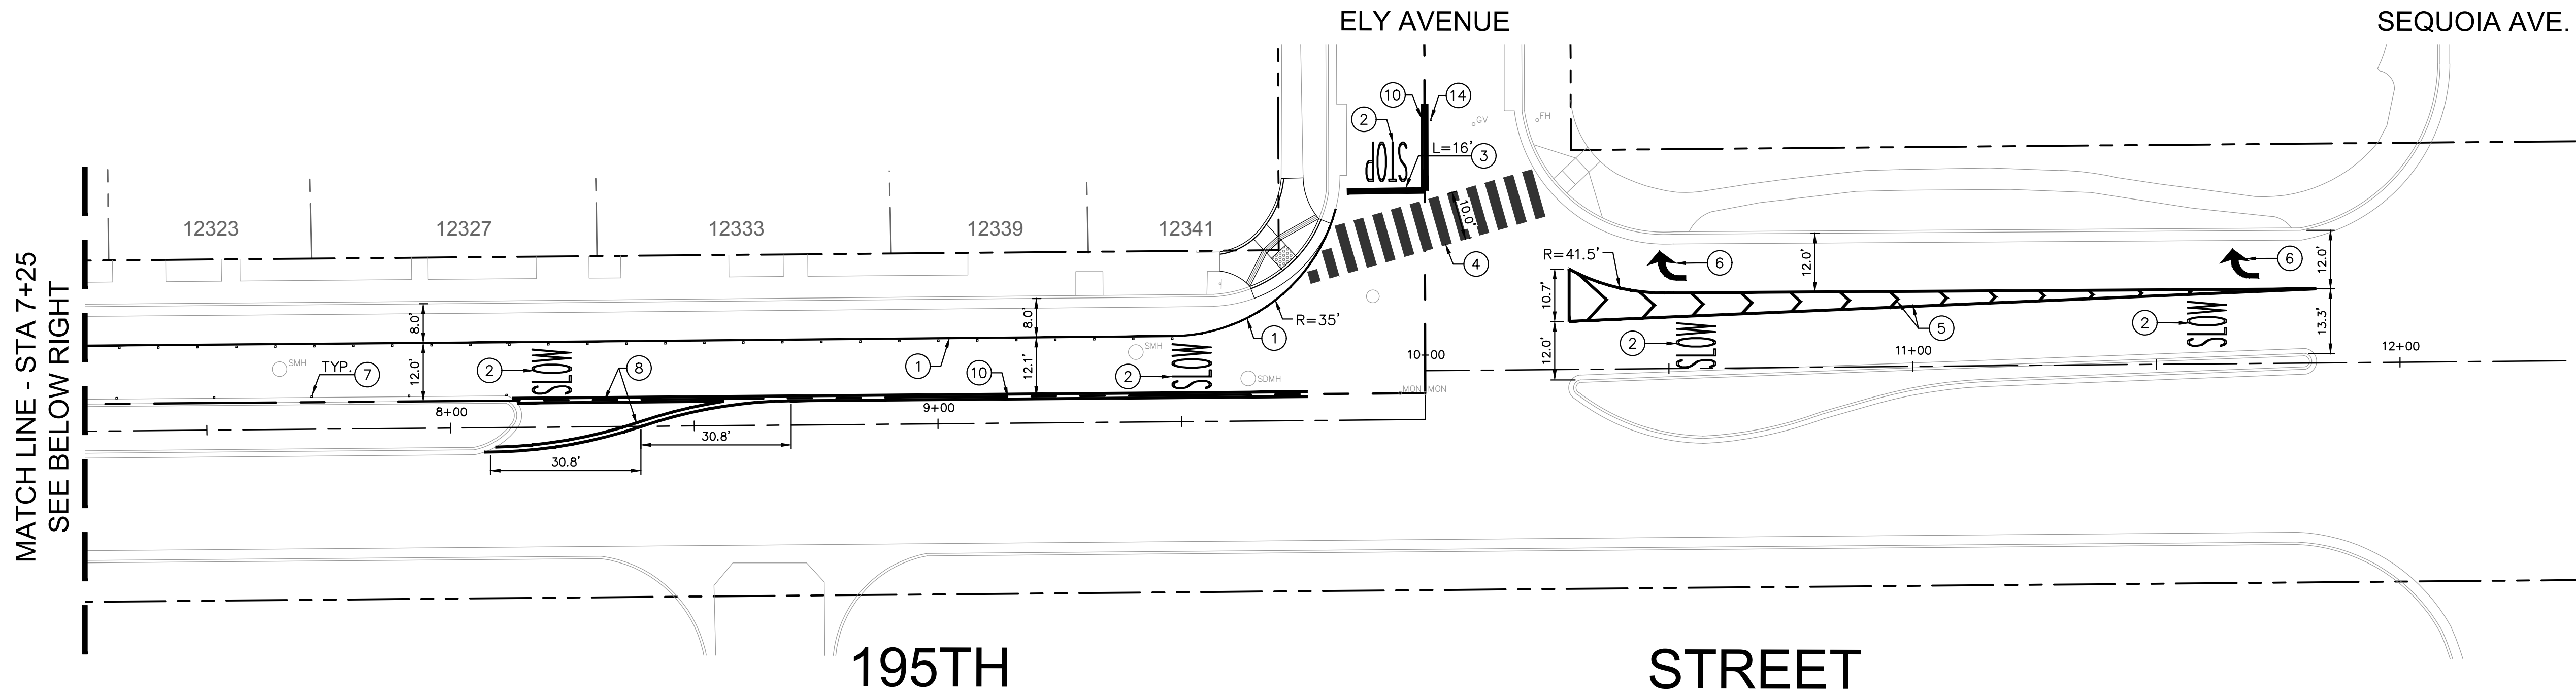 ELY AVENUE
SEQUOIA AVE.
10
14
2
GV
FH
STOP
L=16'
3
12323
12327
12333
12339
12341
10.0'
4
R=41.5'
6
12.0'
6
12.0'
MATCH LINE - STA 7+25
SEE BELOW RIGHT
8.0'
8.0'
R=35'
1
10.7'
5
13.3'
SMH
TYP.
7
12.0'
2
SLOW
8
1
10
12.1'
SMH
2
SLOW
SDMH
10+00
MON
MON
12.0'
2
SLOW
11+00
2
SLOW
12+00
8+00
9+00
30.8'
30.8'
195TH
STREET